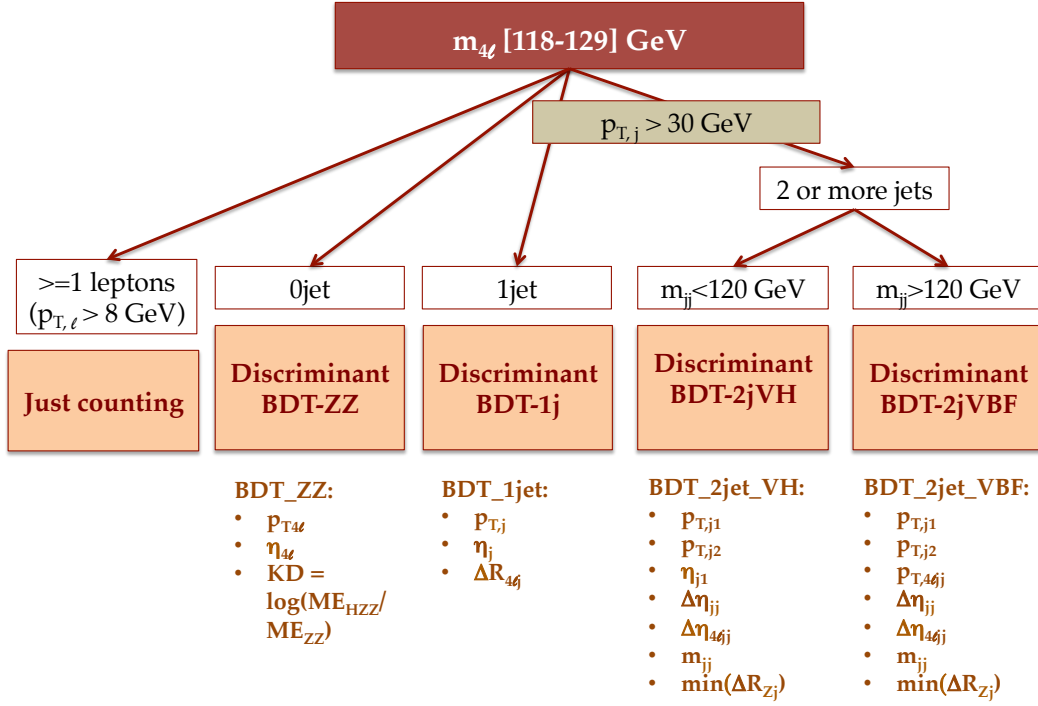 m4ℓ [118-129] GeV
pT, j > 30 GeV
2 or more jets
>=1 leptons
(pT, ℓ > 8 GeV)
0jet
1jet
mjj<120 GeV
mjj>120 GeV
Just counting
Discriminant
BDT-ZZ
Discriminant
BDT-1j
Discriminant
BDT-2jVH
Discriminant
BDT-2jVBF
BDT_ZZ:
• pT4ℓ
• η4ℓ
• KD =
log(MEHZZ/
MEZZ)
BDT_1jet:
• pT,j
• ηj
• ΔR4ℓj
BDT_2jet_VH:
• pT,j1
• pT,j2
• ηj1
• Δηjj
• Δη4ℓjj
• mjj
• min(ΔRZj)
BDT_2jet_VBF:
• pT,j1
• pT,j2
• pT,4ℓjj
• Δηjj
• Δη4ℓjj
• mjj
• min(ΔRZj)